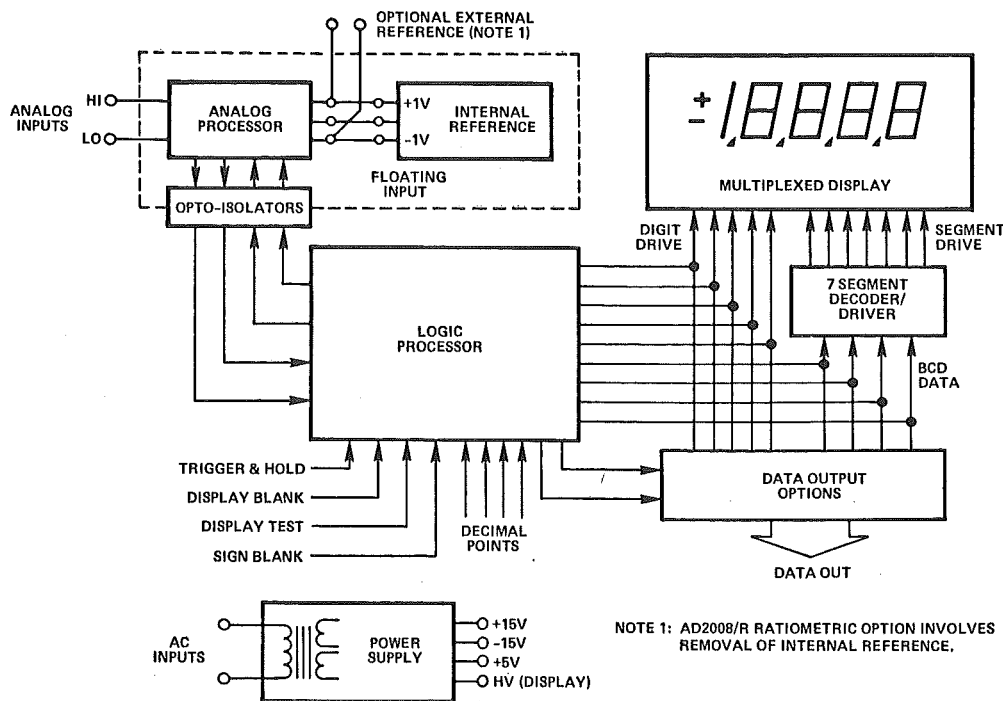 OPTIONAL EXTERNAL
REFERENCE (NOTE 1)
ANALOG
INPUTS
HI
LO
ANALOG
PROCESSOR
+1V
-1V
INTERNAL
REFERENCE
FLOATING
INPUT
OPTO-ISOLATORS
+
-
1.8.8.8.8
MULTIPLEXED DISPLAY
DIGIT
DRIVE
SEGMENT
DRIVE
7 SEGMENT
DECODER/
DRIVER
LOGIC
PROCESSOR
BCD
DATA
TRIGGER & HOLD
DISPLAY BLANK
DISPLAY TEST
SIGN BLANK
DECIMAL
POINTS
DATA OUTPUT
OPTIONS
DATA OUT
AC
INPUTS
POWER
SUPPLY
+15V
-15V
+5V
HV (DISPLAY)
NOTE 1: AD2008/R RATIOMETRIC OPTION INVOLVES
REMOVAL OF INTERNAL REFERENCE.